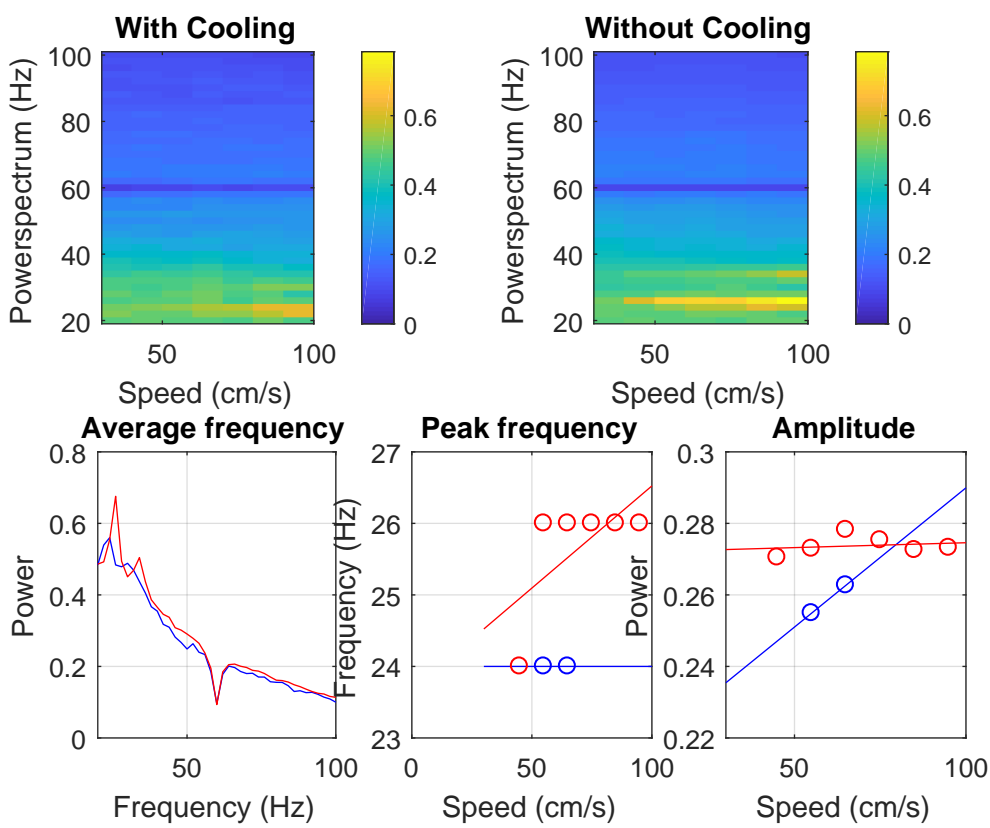 With Cooling
Powerspectrum (Hz)
100
80
60
40
20
50
100
Speed (cm/s)
0.6
0.4
0.2
0
Without Cooling
Powerspectrum (Hz)
100
80
60
40
20
50
100
Speed (cm/s)
0.6
0.4
0.2
0
Average frequency
Power
0.8
0.6
0.4
0.2
0
50
100
Frequency (Hz)
Peak frequency
Frequency (Hz)
27
26
25
24
23
0
50
100
Speed (cm/s)
Amplitude
Power
0.3
0.28
0.26
0.24
0.22
50
100
Speed (cm/s)